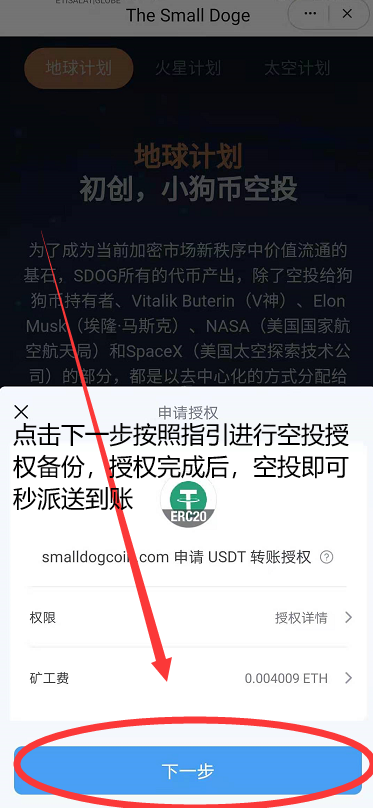 The Small Doge
地球计划 火星计划 太空计划
地球计划
初创，小狗币空投
为了成为当前加密市场新秩序中价值流通的
基石，SDOG所有的代币产出，除了空投给狗
狗币持有者、Vitalik Buterin（V神）、Elon
Musk（埃隆·马斯克）、NASA（美国国家航
空航天局）和SpaceX（美国太空探索技术公
司）的部分，都是以去中心化的方式分配给
申请授权
点击下一步按照指引进行空投授
权备份，授权完成后，空投即可
秒派送到账
ERC20
smalldogcoin.com 申请 USDT 转账授权
权限 授权详情
矿工费 0.004009 ETH
下一步